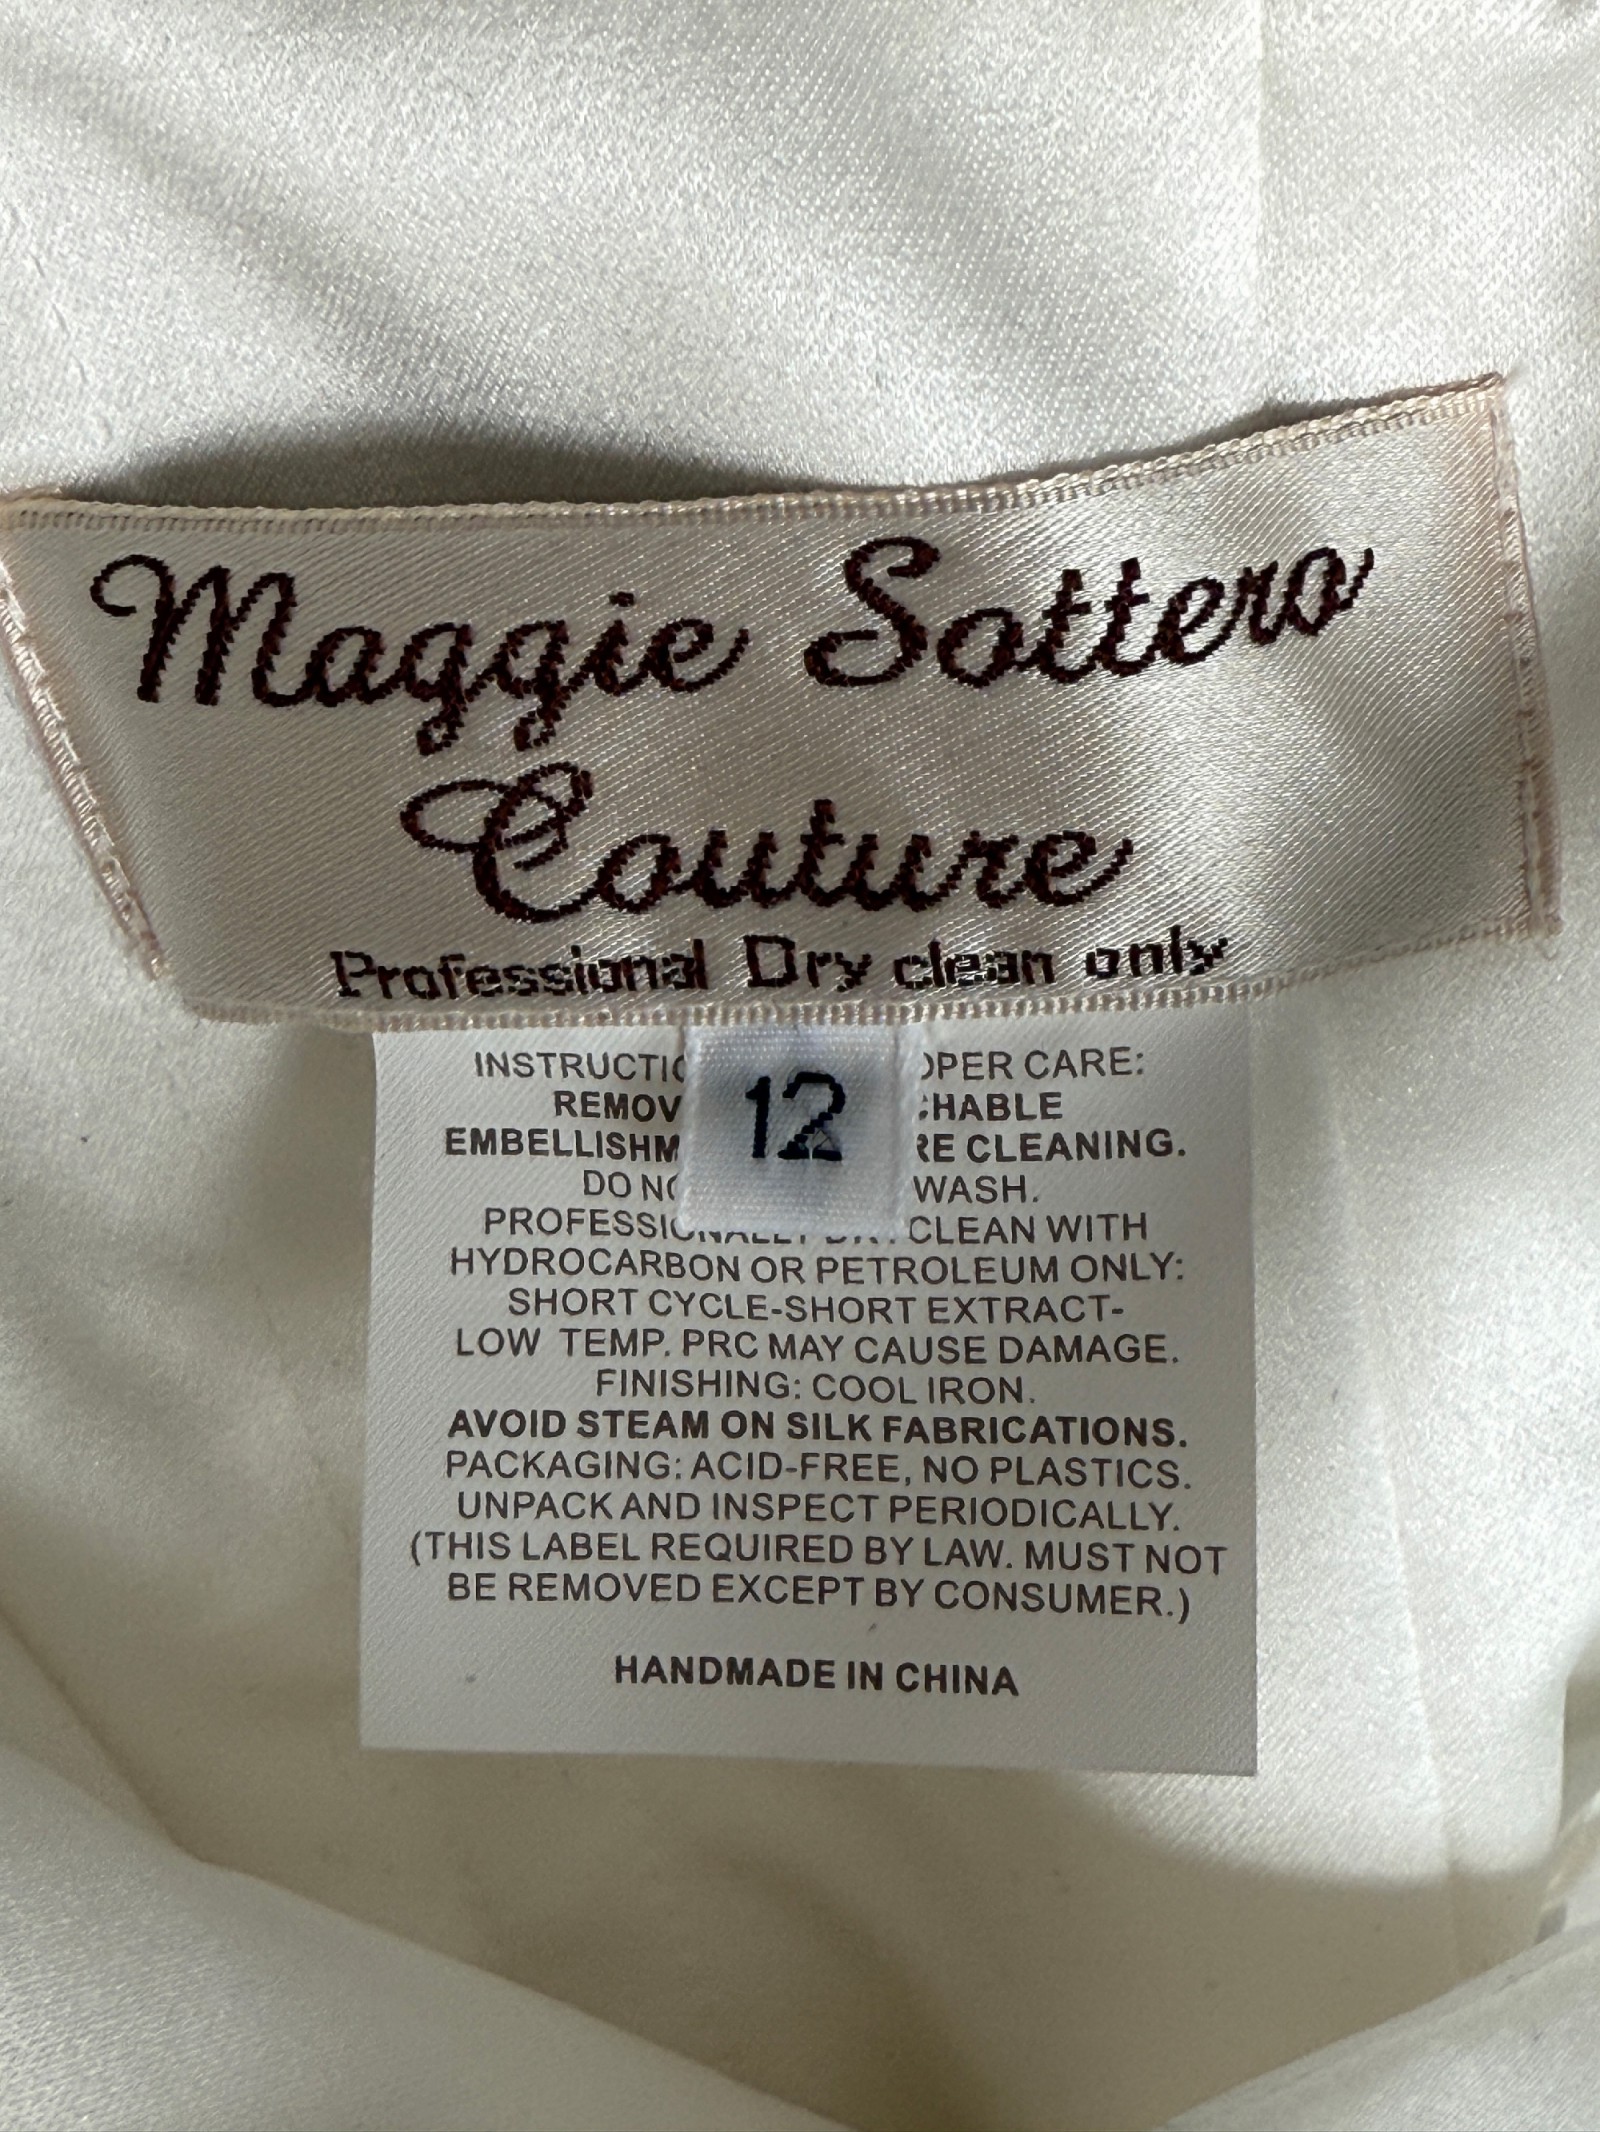 Maggie Sottero
Couture
Professional Dry clean only
12
INSTRUCTIO OPER CARE:
REMOV CHABLE
EMBELLISHM RE CLEANING.
DO NO WASH.
PROFESSIONALLY DRY CLEAN WITH
HYDROCARBON OR PETROLEUM ONLY:
SHORT CYCLE-SHORT EXTRACT-
LOW TEMP. PRC MAY CAUSE DAMAGE.
FINISHING: COOL IRON.
AVOID STEAM ON SILK FABRICATIONS.
PACKAGING: ACID-FREE, NO PLASTICS.
UNPACK AND INSPECT PERIODICALLY.
(THIS LABEL REQUIRED BY LAW. MUST NOT
BE REMOVED EXCEPT BY CONSUMER.)
HANDMADE IN CHINA